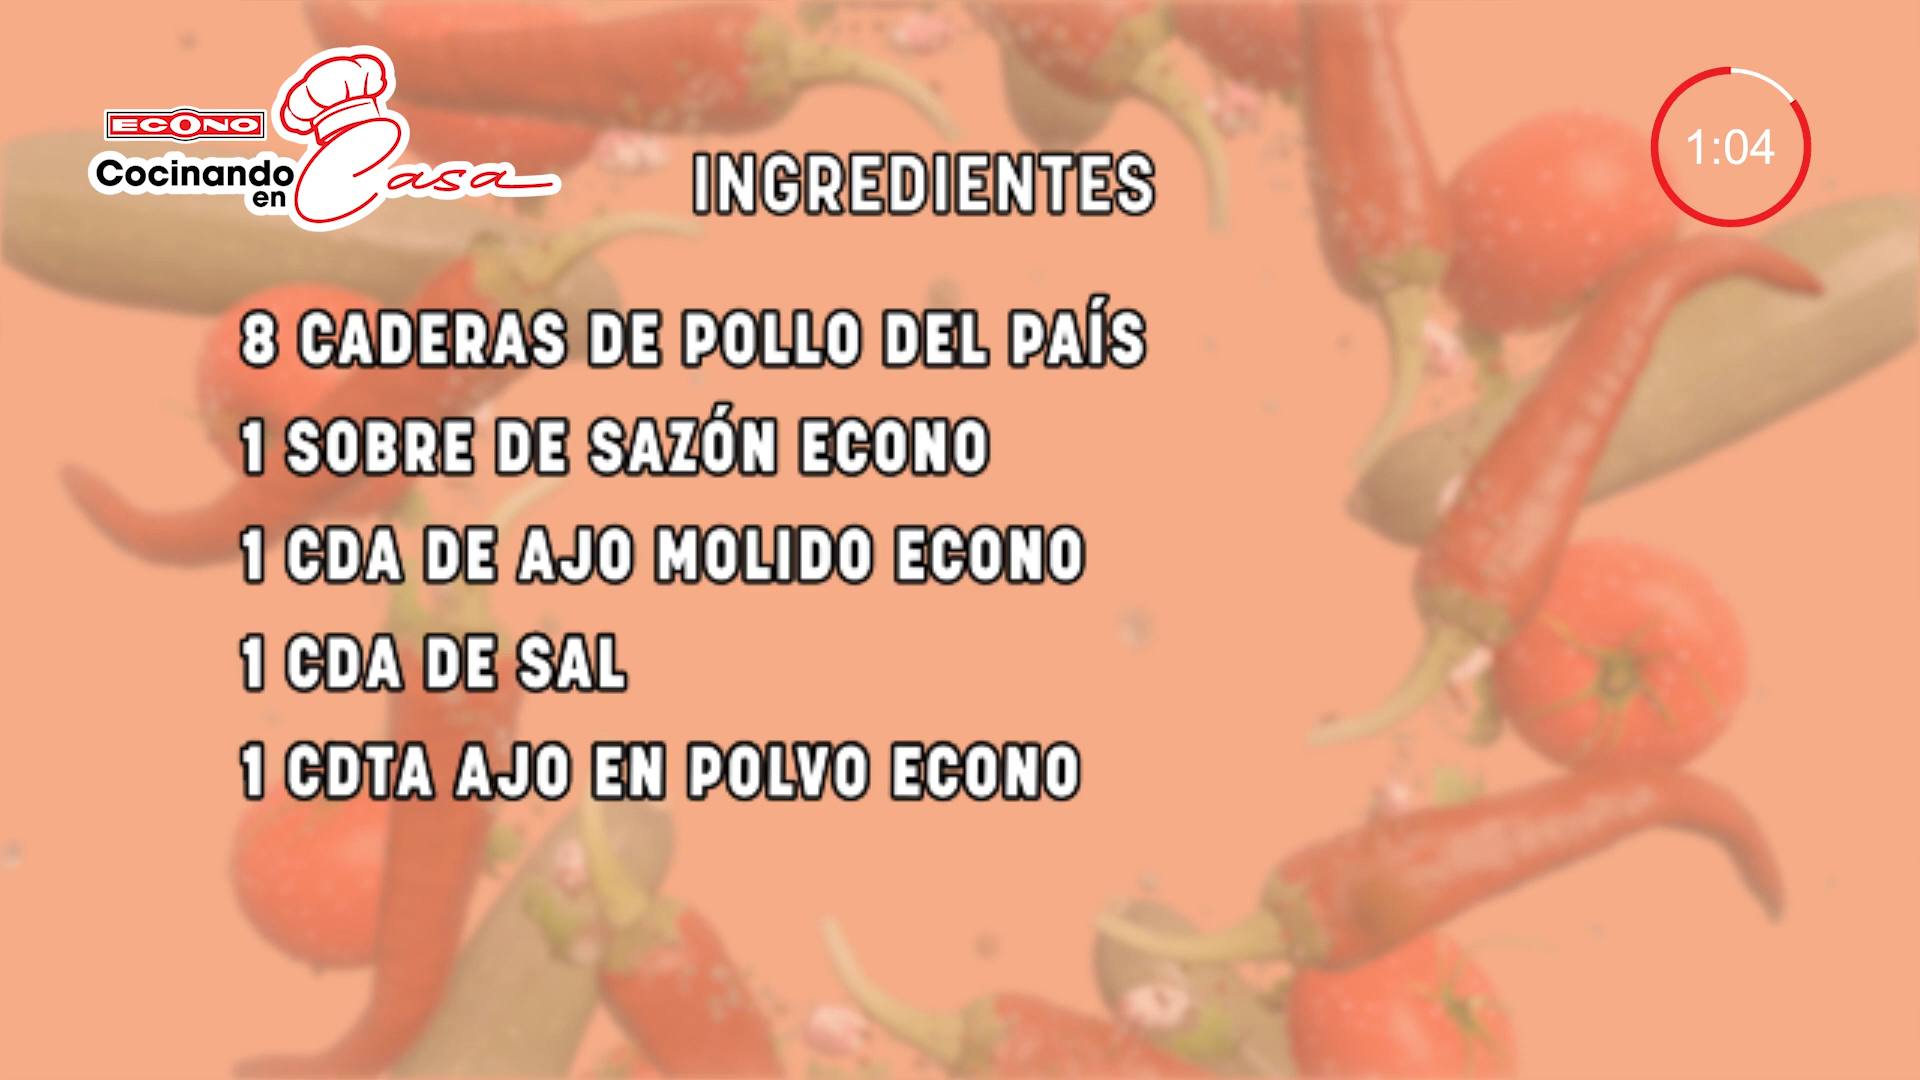 ECONO
Cocinando
en
Casa
1:04
INGREDIENTES
8 CADERAS DE POLLO DEL PAÍS
1 SOBRE DE SAZÓN ECONO
1 CDA DE AJO MOLIDO ECONO
1 CDA DE SAL
1 CDTA AJO EN POLVO ECONO